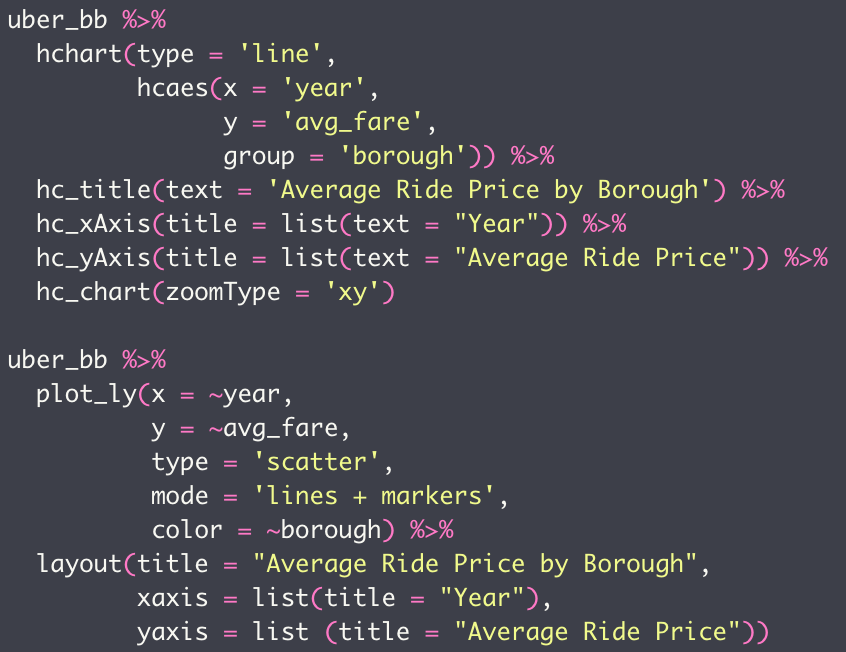 uber_bb %>%
  hchart(type = 'line',
         hcaes(x = 'year',
               y = 'avg_fare',
               group = 'borough')) %>%
  hc_title(text = 'Average Ride Price by Borough') %>%
  hc_xAxis(title = list(text = "Year")) %>%
  hc_yAxis(title = list(text = "Average Ride Price")) %>%
  hc_chart(zoomType = 'xy')

uber_bb %>%
  plot_ly(x = ~year,
          y = ~avg_fare,
          type = 'scatter',
          mode = 'lines + markers',
          color = ~borough) %>%
  layout(title = "Average Ride Price by Borough",
         xaxis = list(title = "Year"),
         yaxis = list (title = "Average Ride Price"))